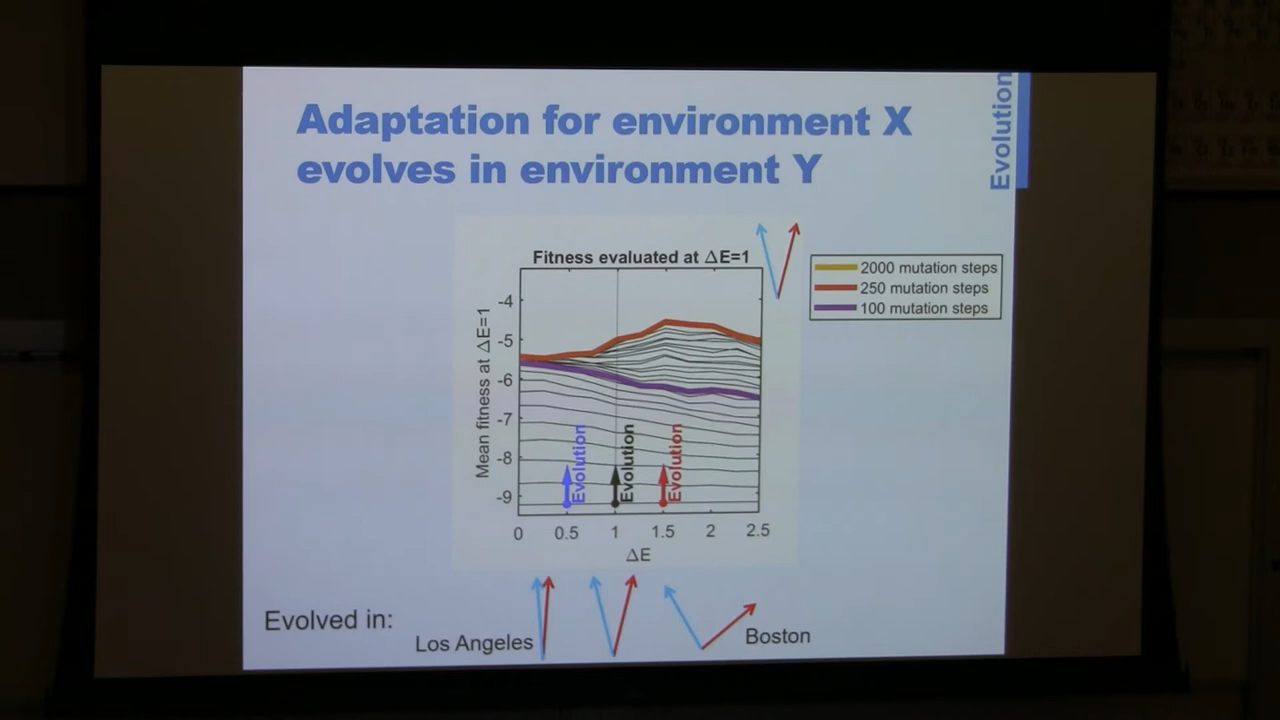 Adaptation for environment X
evolves in environment Y
Evolution
Fitness evaluated at ΔE=1
2000 mutation steps
250 mutation steps
100 mutation steps
Mean fitness at ΔE=1
-4
-5
-6
-7
-8
-9
Evolution
Evolution
Evolution
0 0.5 1 1.5 2 2.5
ΔE
Evolved in:
Los Angeles
Boston